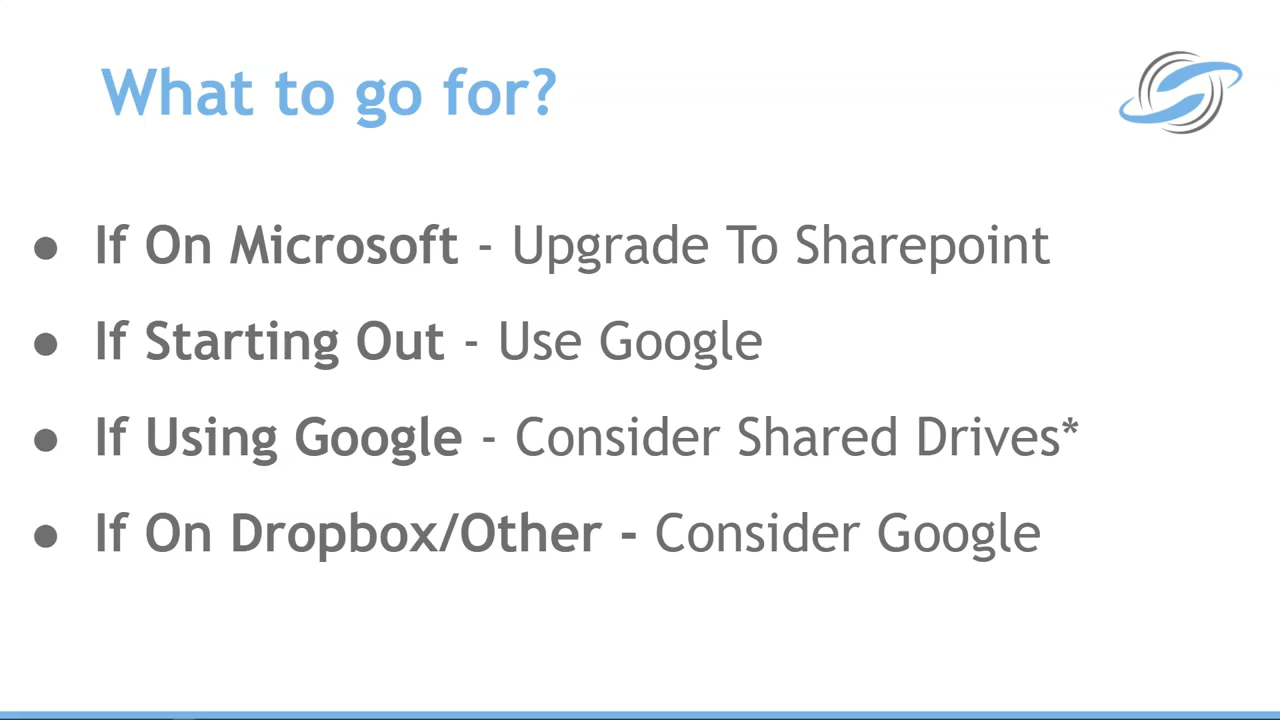 What to go for?
● If On Microsoft - Upgrade To Sharepoint
● If Starting Out - Use Google
● If Using Google - Consider Shared Drives*
● If On Dropbox/Other - Consider Google